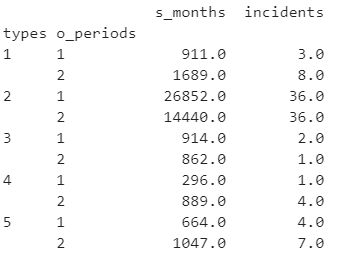 s_months incidents
types o_periods
1 1 911.0 3.0
2 1689.0 8.0
2 1 26852.0 36.0
2 14440.0 36.0
3 1 914.0 2.0
2 862.0 1.0
4 1 296.0 1.0
2 889.0 4.0
5 1 664.0 4.0
2 1047.0 7.0